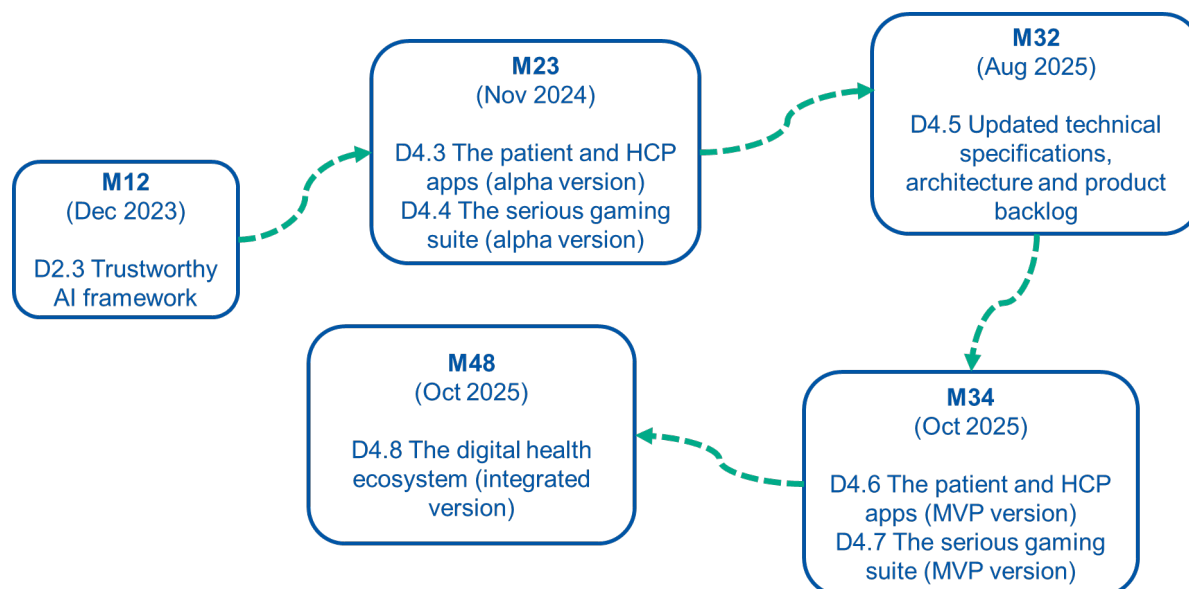 M12
(Dec 2023)
D2.3 Trustworthy
AI framework
M23
(Nov 2024)
D4.3 The patient and HCP
apps (alpha version)
D4.4 The serious gaming
suite (alpha version)
M32
(Aug 2025)
D4.5 Updated technical
specifications,
architecture and product
backlog
M34
(Oct 2025)
D4.6 The patient and HCP
apps (MVP version)
D4.7 The serious gaming
suite (MVP version)
M48
(Oct 2025)
D4.8 The digital health
ecosystem (integrated
version)